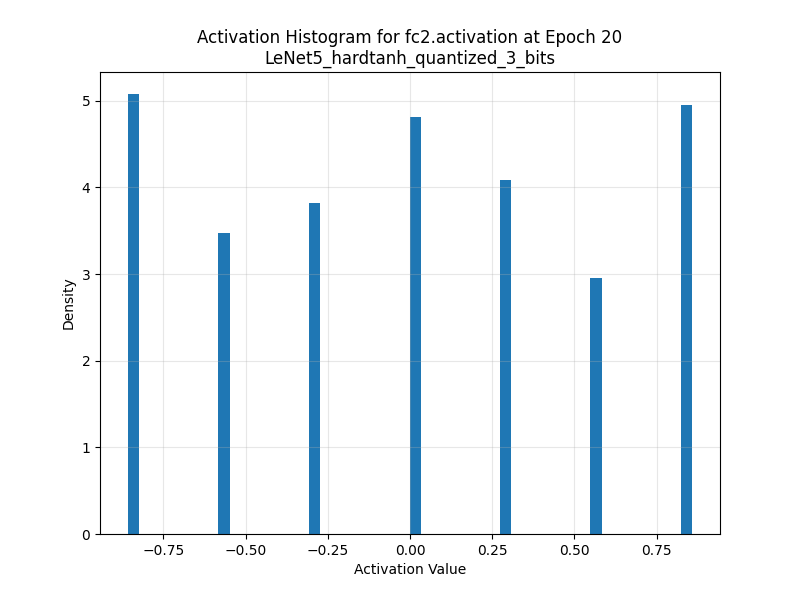 Activation Histogram for fc2.activation at Epoch 20
LeNet5_hardtanh_quantized_3_bits
Density
5
4
3
2
1
0
−0.75 −0.50 −0.25 0.00 0.25 0.50 0.75
Activation Value